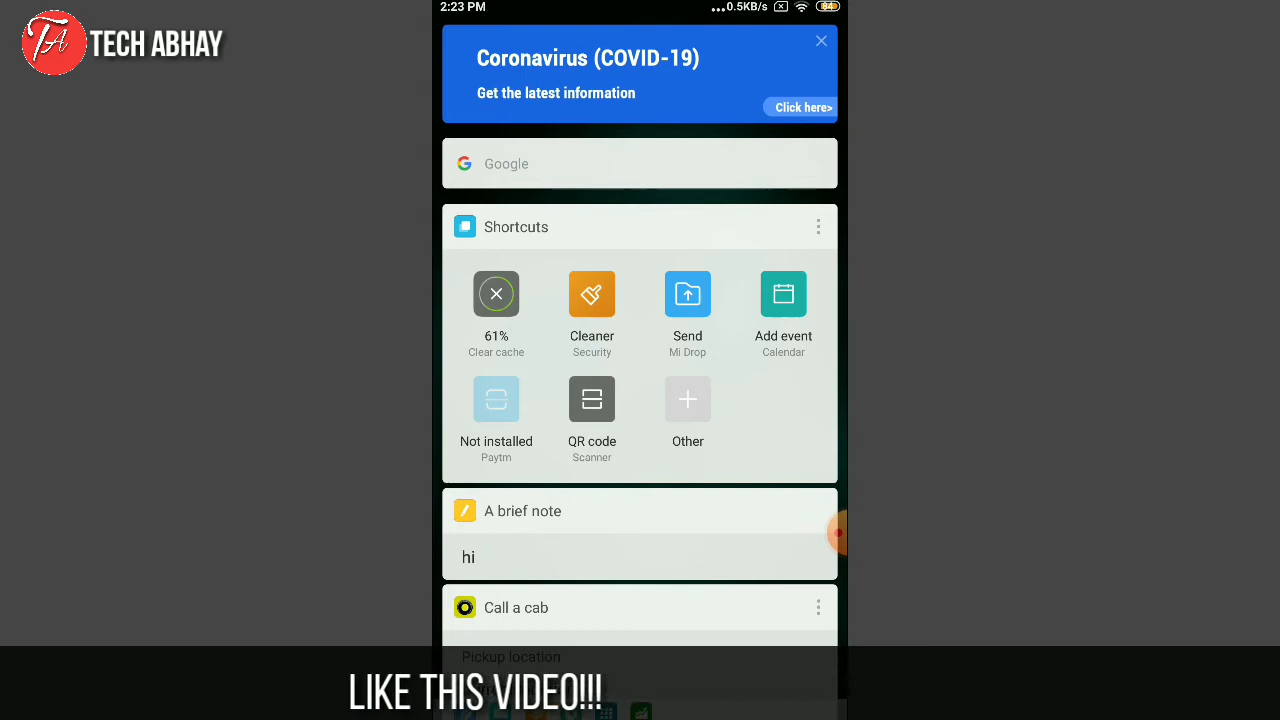 TECH ABHAY
2:23 PM
...0.5KB/s
84
Coronavirus (COVID-19)
Get the latest information
Click here>
Google
Shortcuts
61%
Clear cache
Cleaner
Security
Send
Mi Drop
Add event
Calendar
Not installed
Paytm
QR code
Scanner
Other
A brief note
hi
Call a cab
Pickup location
LIKE THIS VIDEO!!!